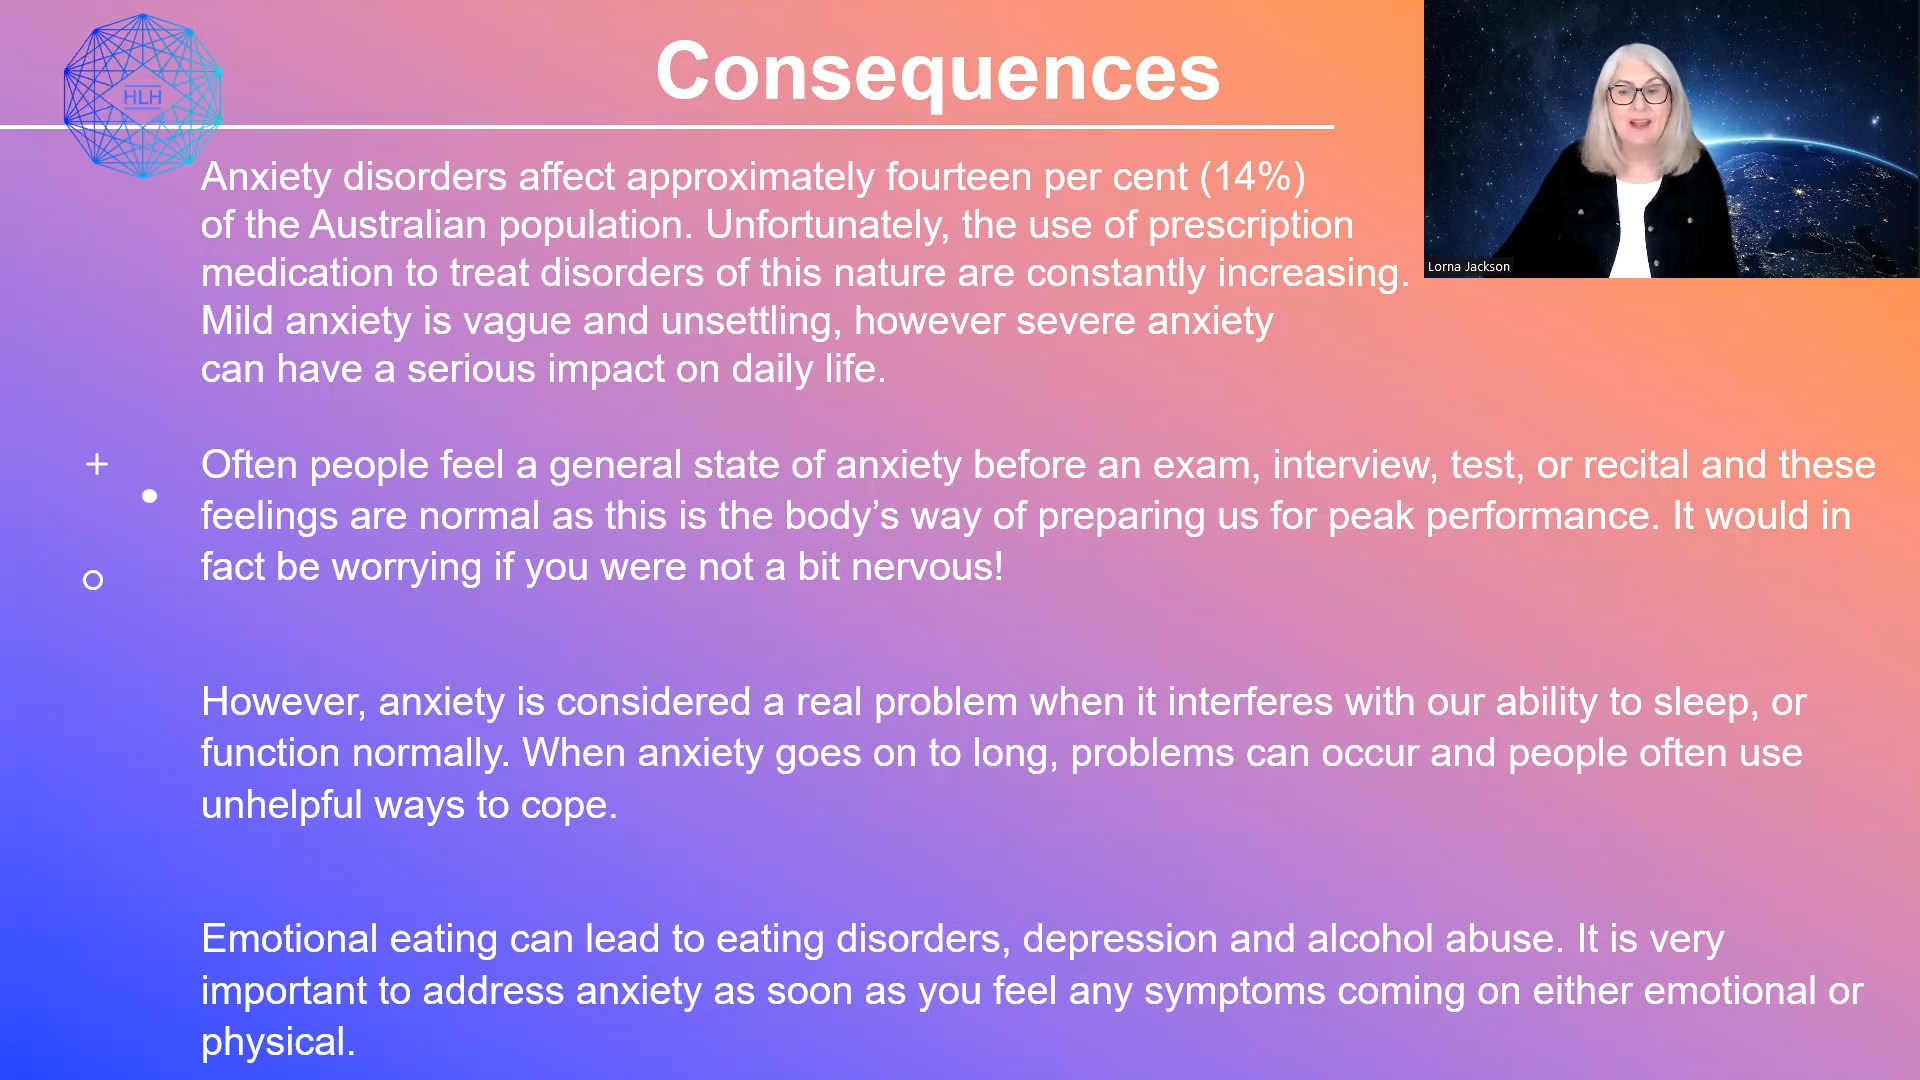 HLH
Consequences
Anxiety disorders affect approximately fourteen per cent (14%)
of the Australian population. Unfortunately, the use of prescription
medication to treat disorders of this nature are constantly increasing.
Mild anxiety is vague and unsettling, however severe anxiety
can have a serious impact on daily life.
Lorna Jackson
Often people feel a general state of anxiety before an exam, interview, test, or recital and these
feelings are normal as this is the body’s way of preparing us for peak performance. It would in
fact be worrying if you were not a bit nervous!
However, anxiety is considered a real problem when it interferes with our ability to sleep, or
function normally. When anxiety goes on to long, problems can occur and people often use
unhelpful ways to cope.
Emotional eating can lead to eating disorders, depression and alcohol abuse. It is very
important to address anxiety as soon as you feel any symptoms coming on either emotional or
physical.